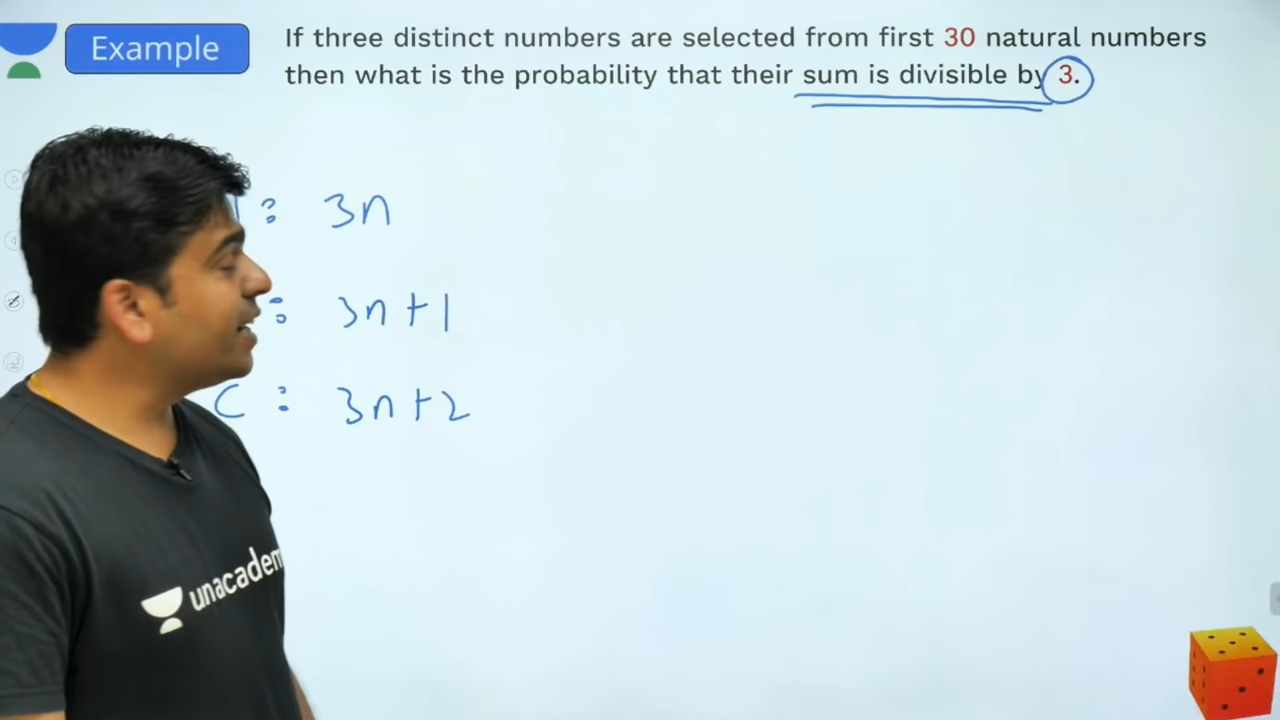 Example
If three distinct numbers are selected from first 30 natural numbers
then what is the probability that their sum is divisible by 3.
: 3n
: 3n+1
C : 3n+2
unacadem